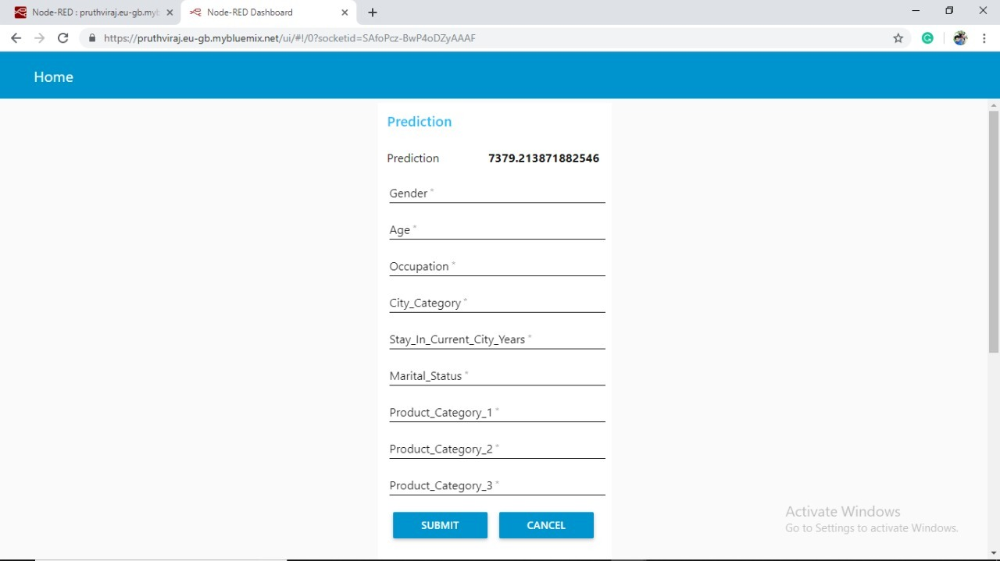 Node-RED : pruthviraj.eu-gb.myb
Node-RED Dashboard
https://pruthviraj.eu-gb.mybluemix.net/ui/#!/0?socketid=SAfoPcz-BwP4oDZyAAAF
Home
Prediction
Prediction 7379.213871882546
Gender *
Age *
Occupation *
City_Category *
Stay_In_Current_City_Years *
Marital_Status *
Product_Category_1 *
Product_Category_2 *
Product_Category_3 *
SUBMIT CANCEL
Activate Windows
Go to Settings to activate Windows.